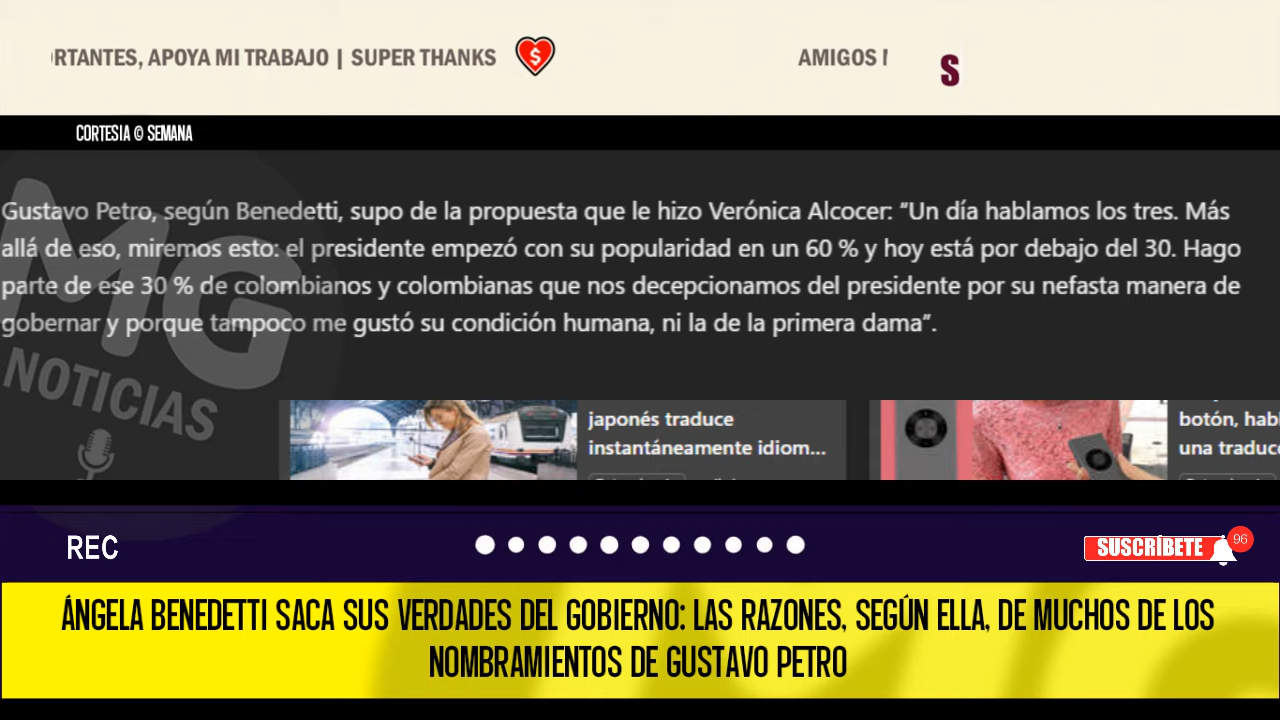 RTANTES, APOYA MI TRABAJO | SUPER THANKS
AMIGOS
S
CORTESIA © SEMANA
Gustavo Petro, según Benedetti, supo de la propuesta que le hizo Verónica Alcocer: “Un día hablamos los tres. Más
allá de eso, miremos esto: el presidente empezó con su popularidad en un 60 % y hoy está por debajo del 30. Hago
parte de ese 30 % de colombianos y colombianas que nos decepcionamos del presidente por su nefasta manera de
gobernar y porque tampoco me gustó su condición humana, ni la de la primera dama”.
MG
NOTICIAS
japonés traduce
instantáneamente idiom...
botón, habl
una traducc
REC
SUSCRÍBETE
96
ÁNGELA BENEDETTI SACA SUS VERDADES DEL GOBIERNO: LAS RAZONES, SEGÚN ELLA, DE MUCHOS DE LOS
NOMBRAMIENTOS DE GUSTAVO PETRO